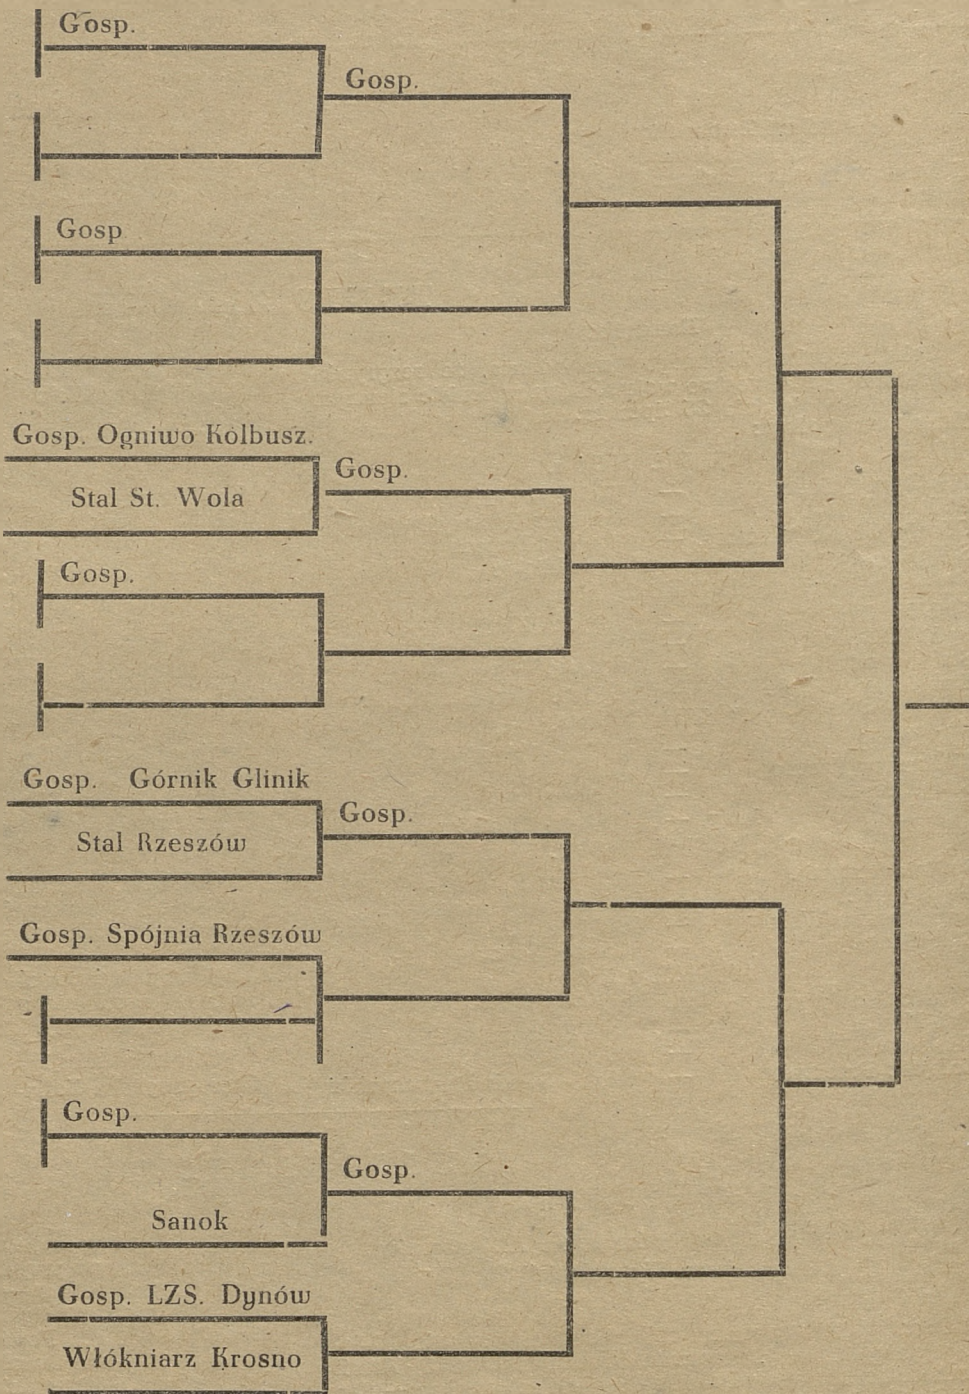 Gosp.
Gosp.
Gosp
Gosp. Ogniwo Kolbusz.
Gosp.
Stal St. Wola
Gosp.
Gosp. Górnik Glinik
Gosp.
Stal Rzeszów
Gosp. Spójnia Rzeszów
Gosp.
Gosp.
Sanok
Gosp. LZS. Dynów
Włókniarz Krosno